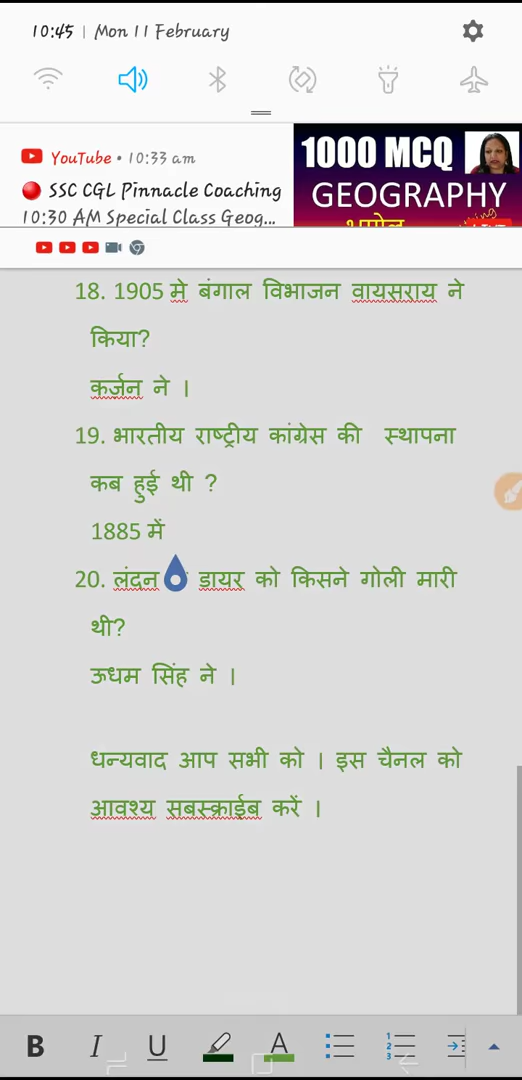 10:45 | Mon 11 February
YouTube • 10:33 am
SSC CGL Pinnacle Coaching
10:30 AM Special Class Geog...
1000 MCQ
GEOGRAPHY
भूगोल
18. 1905 मे बंगाल विभाजन वायसराय ने
किया?
कर्ज़न ने ।
19. भारतीय राष्ट्रीय कांग्रेस की स्थापना
कब हुई थी ?
1885 में
20. लंदन डायर को किसने गोली मारी
थी?
ऊधम सिंह ने ।
धन्यवाद आप सभी को । इस चैनल को
आवश्य सबस्क्राईब करें ।
B I U A